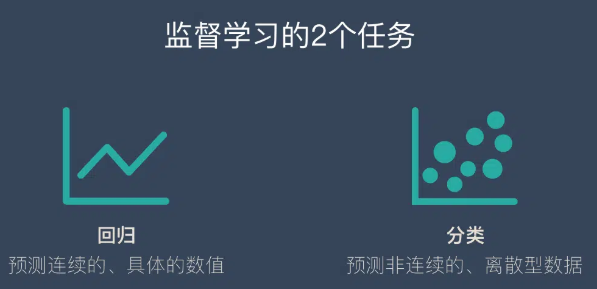 监督学习的2个任务
回归
分类
预测连续的、具体的数值
预测非连续的、离散型数据